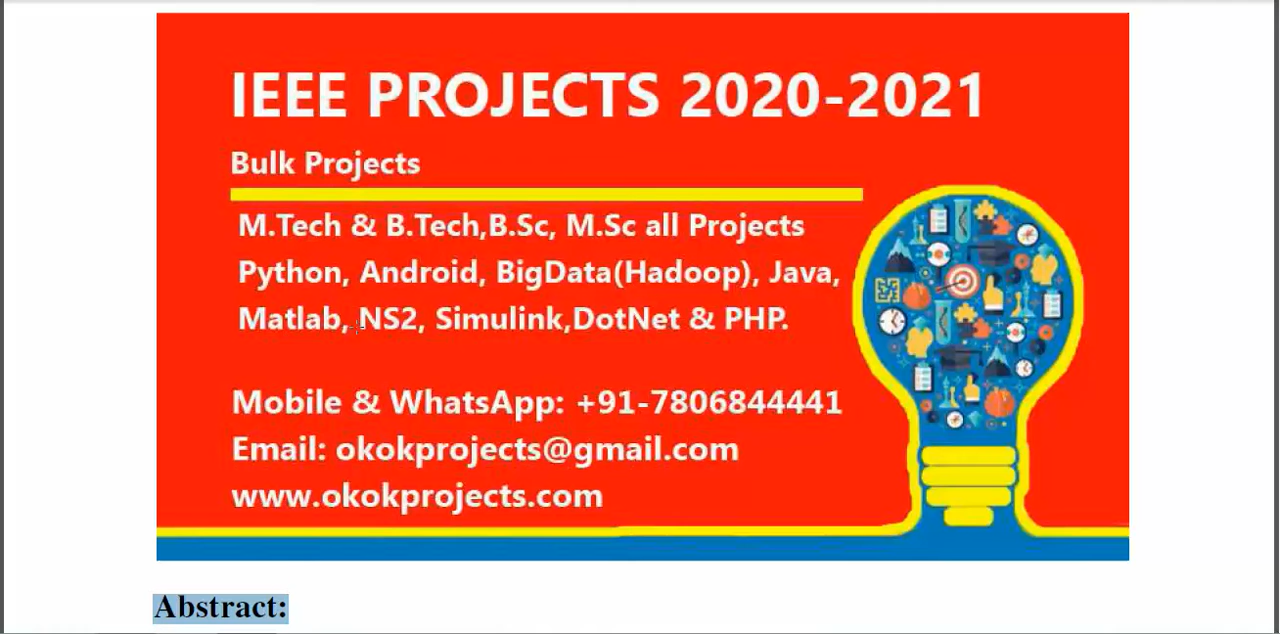 IEEE PROJECTS 2020-2021
Bulk Projects
M.Tech & B.Tech,B.Sc, M.Sc all Projects
Python, Android, BigData(Hadoop), Java,
Matlab, NS2, Simulink,DotNet & PHP.
Mobile & WhatsApp: +91-7806844441
Email: okokprojects@gmail.com
www.okokprojects.com
Abstract: